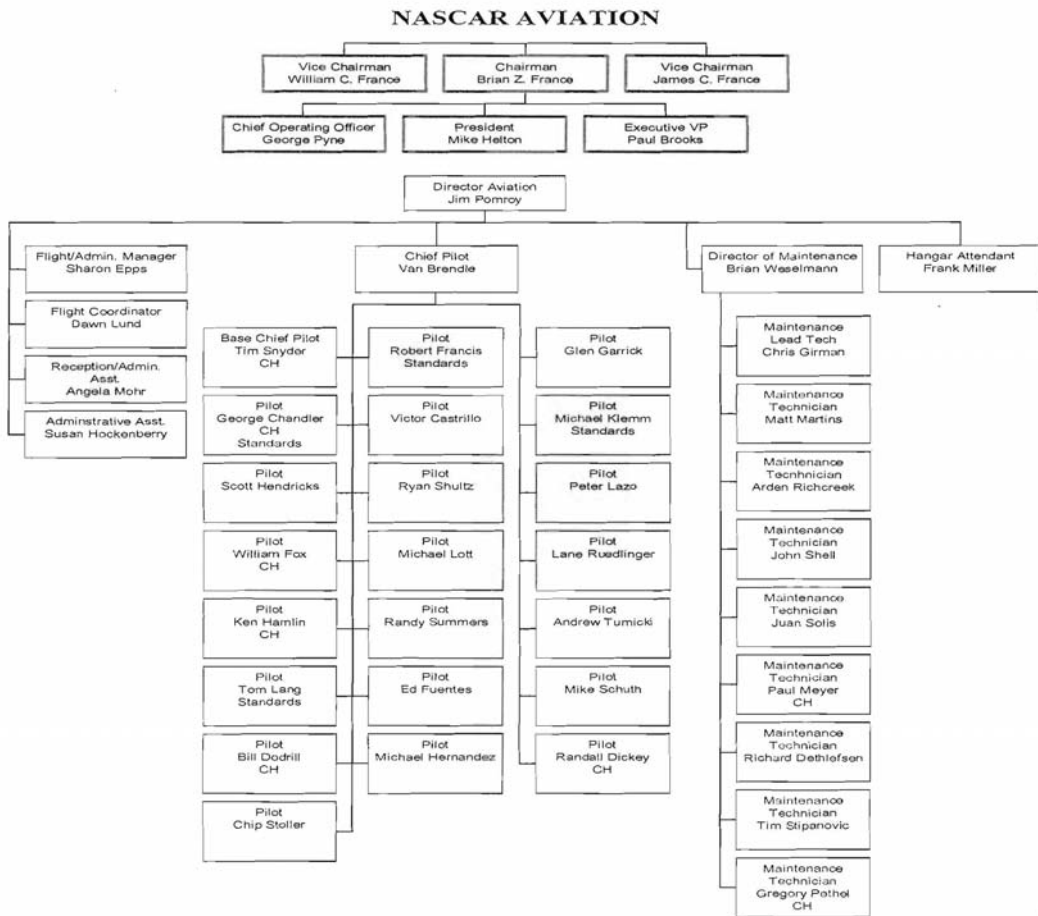 NASCAR AVIATION
Vice Chairman
William C. France
Chairman
Brian Z. France
Vice Chairman
James C. France
Chief Operating Officer
George Pyne
President
Mike Helton
Executive VP
Paul Brooks
Director Aviation
Jim Pomroy
Flight/Admin. Manager
Sharon Epps
Flight Coordinator
Dawn Lund
Reception/Admin.
Asst.
Angela Mohr
Adminstrative Asst.
Susan Hockenberry
Chief Pilot
Van Brendle
Base Chief Pilot
Tim Snyder
CH
Pilot
George Chandler
CH
Standards
Pilot
Scott Hendricks
Pilot
William Fox
CH
Pilot
Ken Hamlin
CH
Pilot
Tom Lang
Standards
Pilot
Bill Dodrill
CH
Pilot
Chip Stoller
Pilot
Robert Francis
Standards
Pilot
Victor Castrillo
Pilot
Ryan Shultz
Pilot
Michael Lott
Pilot
Randy Summers
Pilot
Ed Fuentes
Pilot
Michael Hernandez
Pilot
Glen Garrick
Pilot
Michael Klemm
Standards
Pilot
Peter Lazo
Pilot
Lane Ruedlinger
Pilot
Andrew Tumicki
Pilot
Mike Schuth
Pilot
Randall Dickey
CH
Director of Maintenance
Brian Weselmann
Maintenance
Lead Tech
Chris Girman
Maintenance
Technician
Matt Martins
Maintenance
Tecnhnician
Arden Richcreek
Maintenance
Technician
John Shell
Maintenance
Technician
Juan Solis
Maintenance
Technician
Paul Meyer
CH
Maintenance
Technician
Richard Dethlefsen
Maintenance
Technician
Tim Stipanovic
Maintenance
Technician
Gregory Pethel
CH
Hangar Attendant
Frank Miller